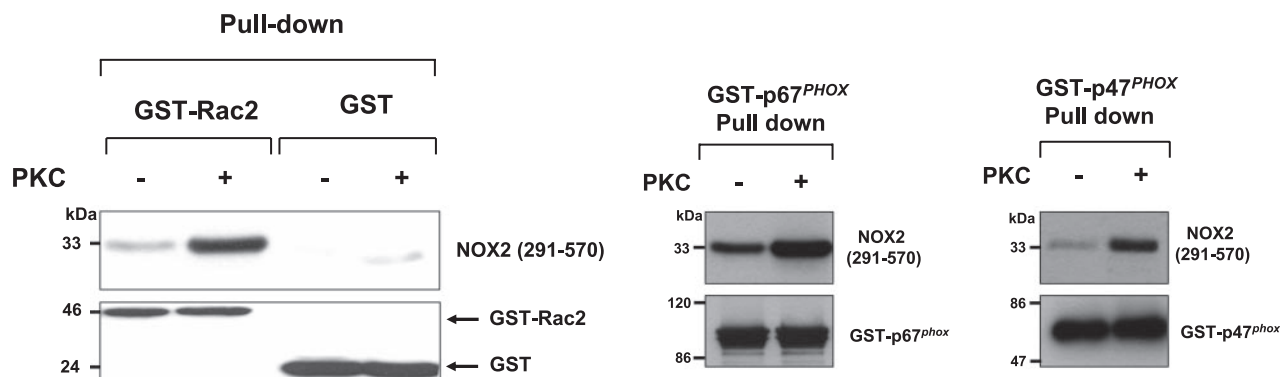 Pull-down
GST-Rac2 GST
PKC - + - +
kDa
33
NOX2 (291-570)
46
GST-Rac2
24
GST
GST-p67PHOX
Pull down
PKC - +
kDa
33
NOX2
(291-570)
120
GST-p67phox
86
GST-p47PHOX
Pull down
PKC - +
kDa
33
NOX2
(291-570)
86
GST-p47phox
47